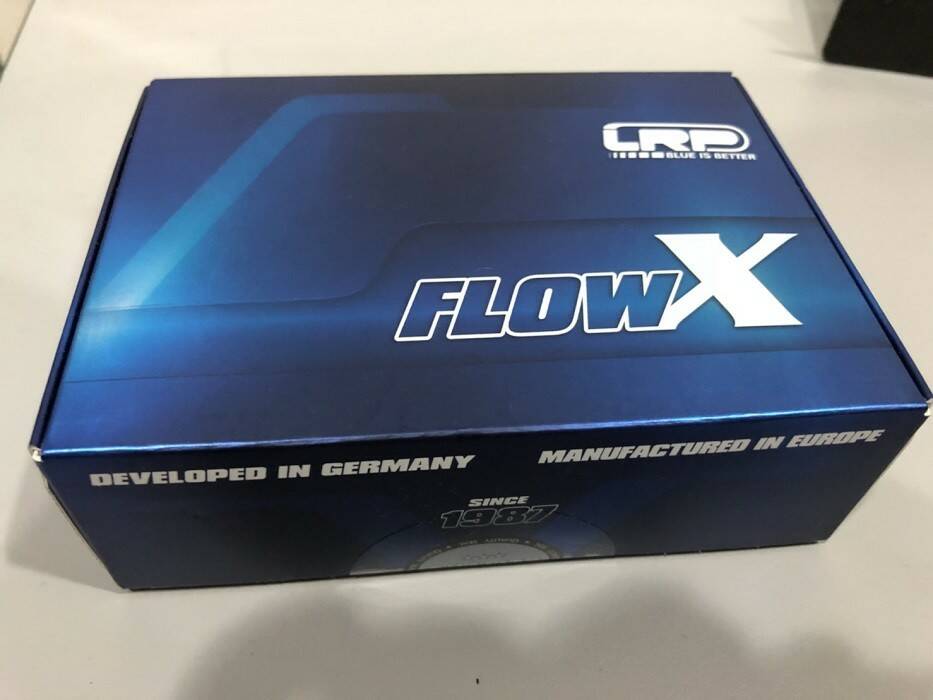 LRP
BLUE IS BETTER
FLOWX
DEVELOPED IN GERMANY
MANUFACTURED IN EUROPE
SINCE
1987